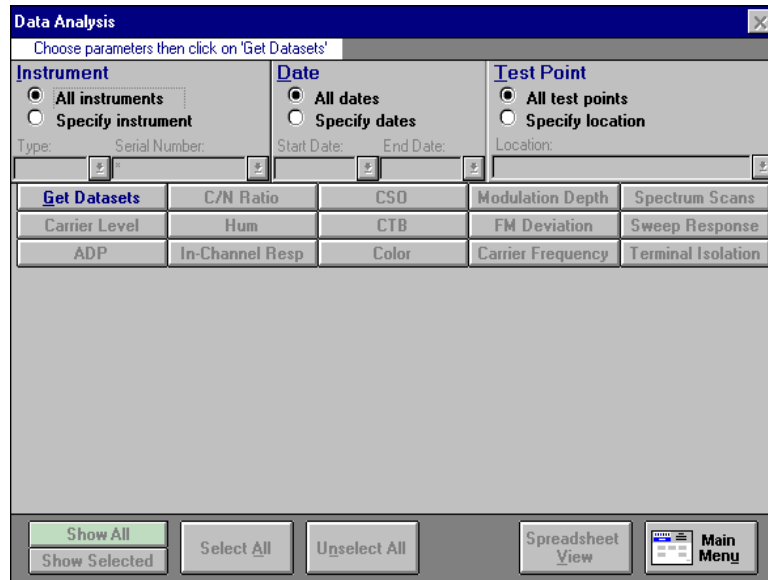 Data Analysis
Choose parameters then click on 'Get Datasets'
Instrument
All instruments
Specify instrument
Type: Serial Number:
*
Date
All dates
Specify dates
Start Date: End Date:
Test Point
All test points
Specify location
Location:
Get Datasets C/N Ratio CSO Modulation Depth Spectrum Scans
Carrier Level Hum CTB FM Deviation Sweep Response
ADP In-Channel Resp Color Carrier Frequency Terminal Isolation
Show All
Show Selected
Select All
Unselect All
Spreadsheet
View
Main
Menu